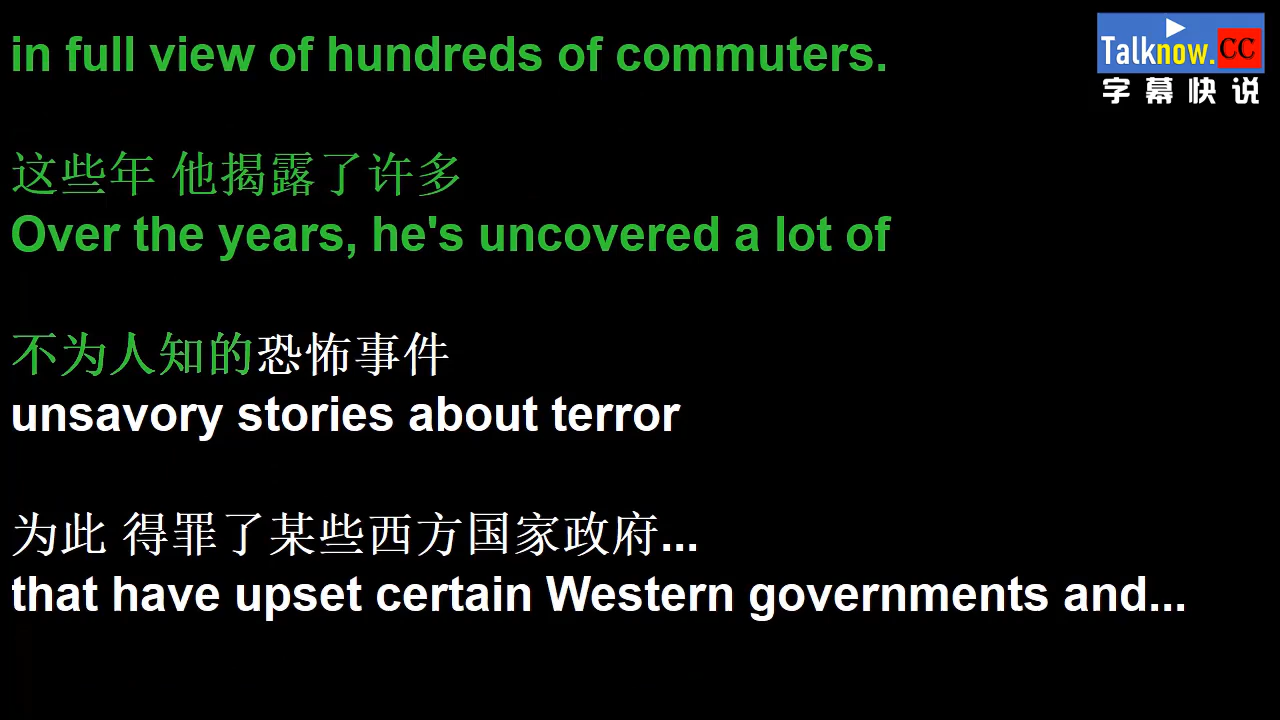 in full view of hundreds of commuters.
Talknow.CC
字幕快说
这些年 他揭露了许多
Over the years, he's uncovered a lot of
不为人知的恐怖事件
unsavory stories about terror
为此 得罪了某些西方国家政府...
that have upset certain Western governments and...